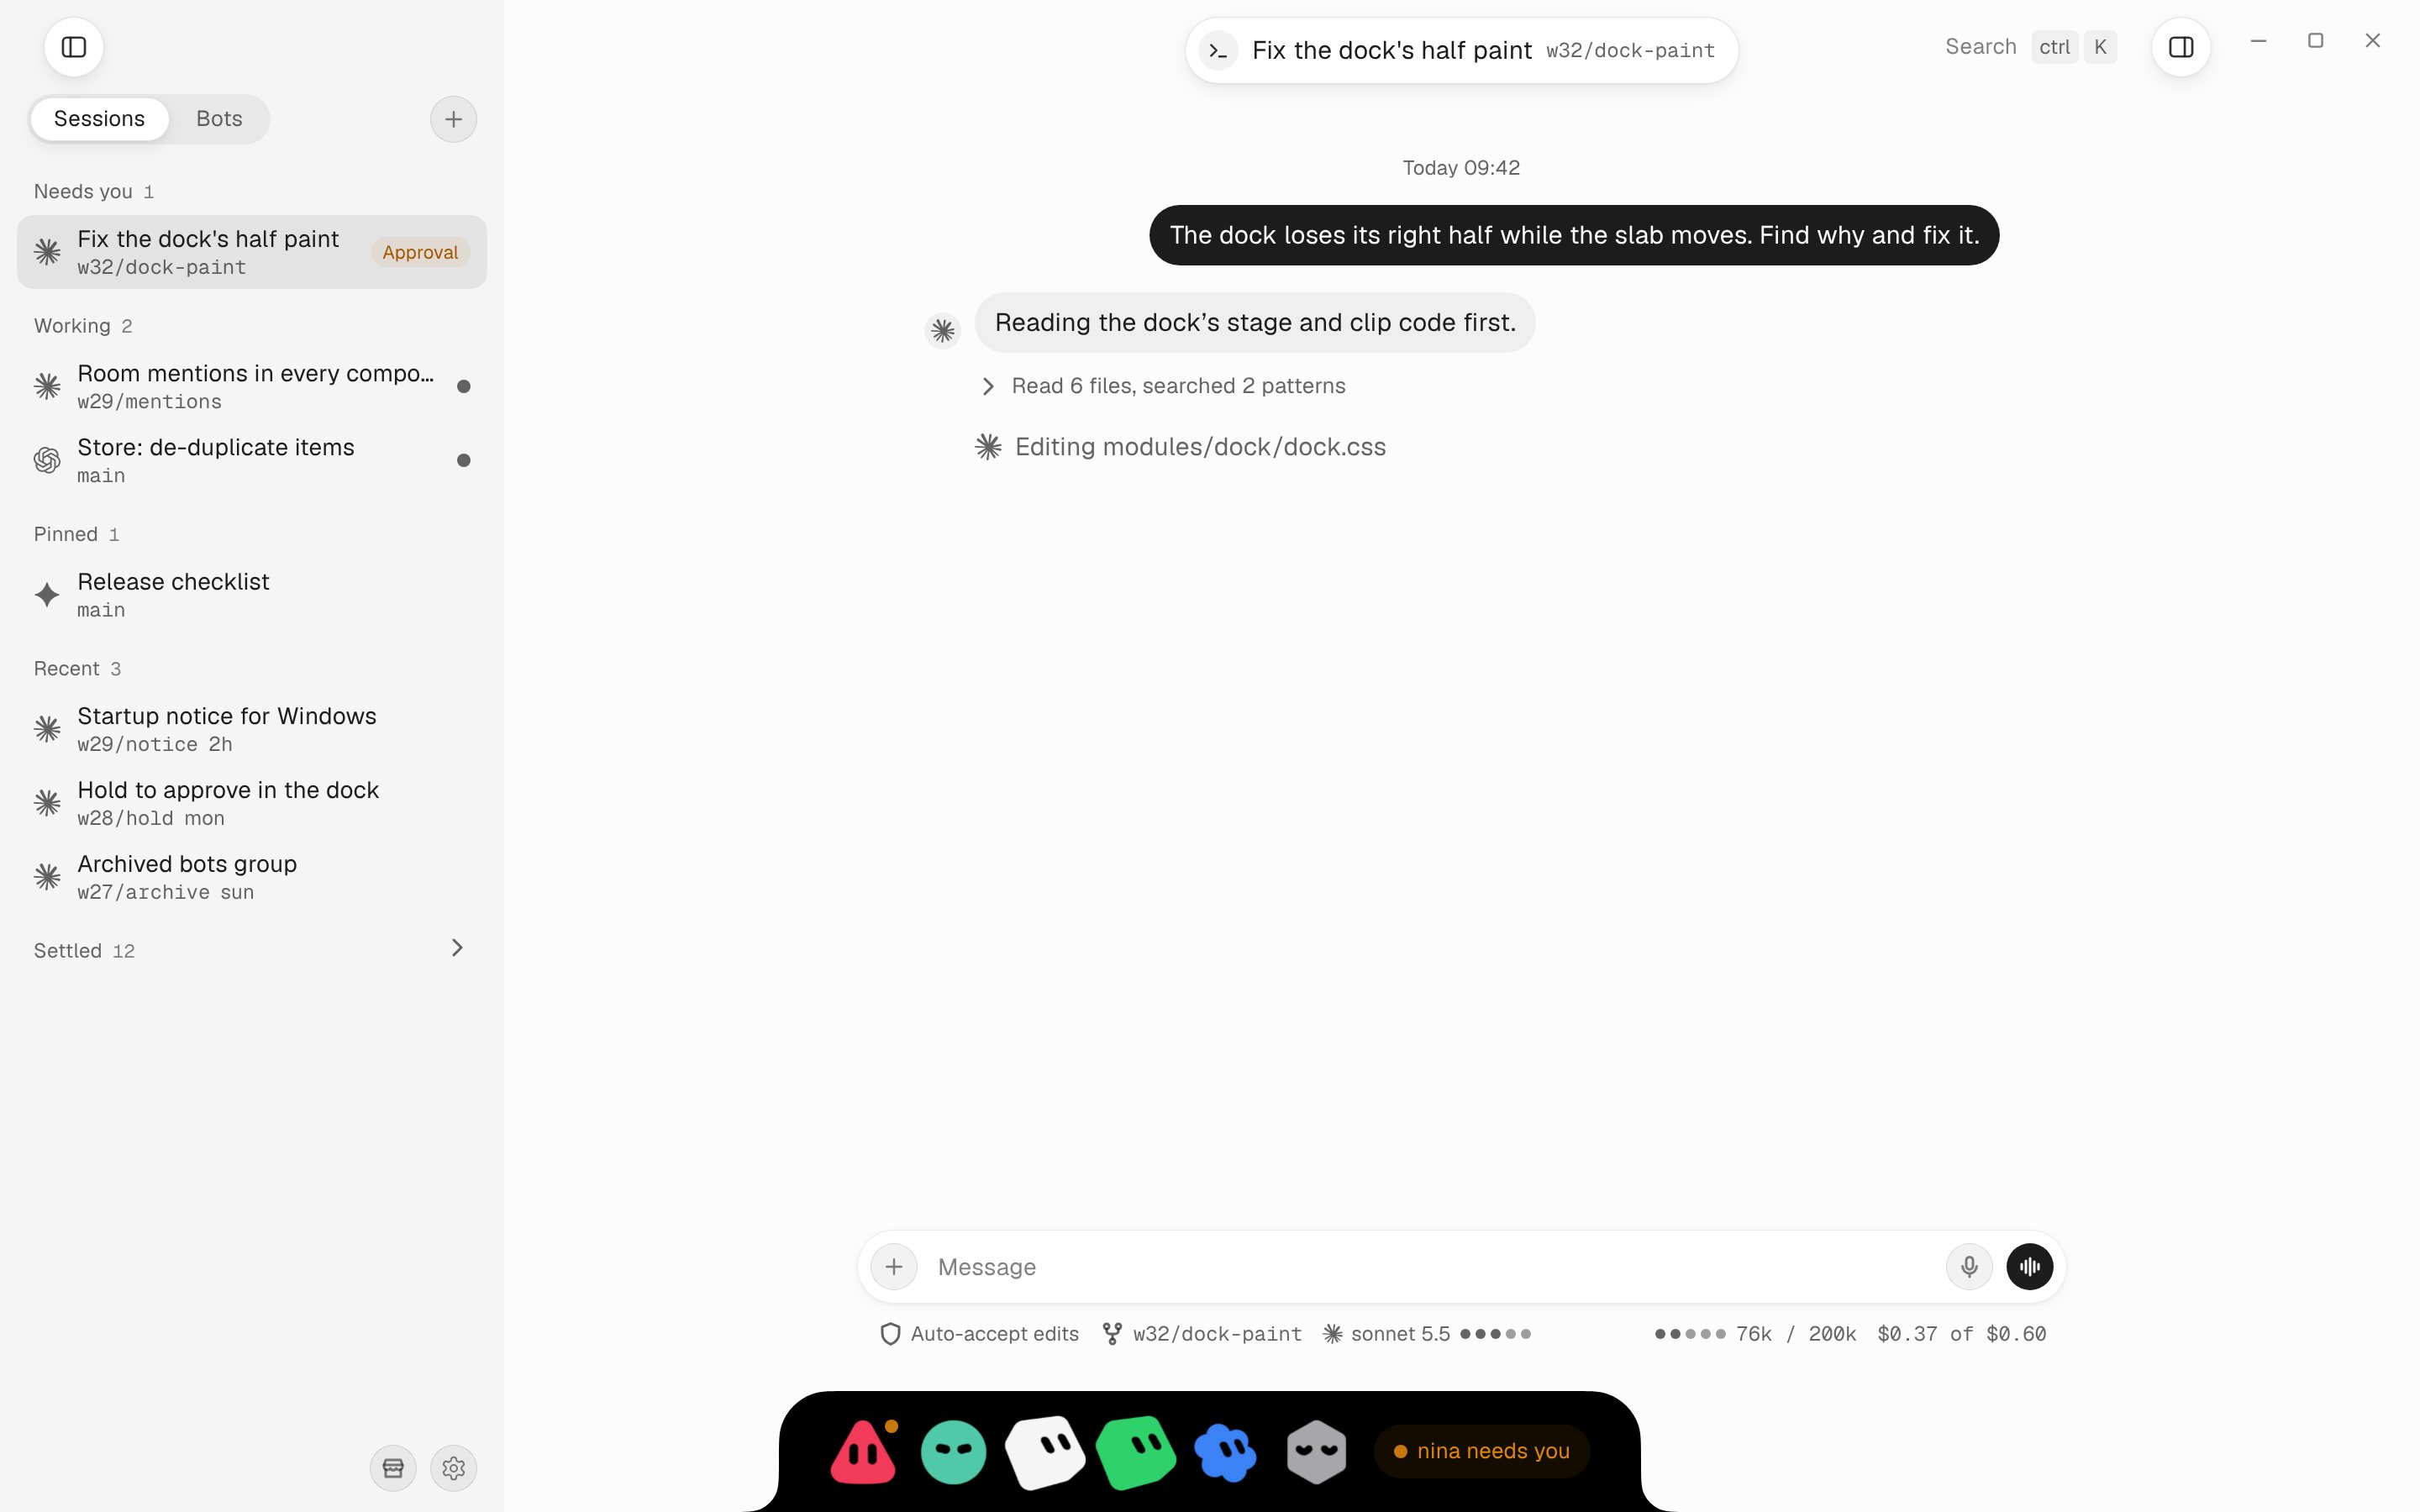 Fix the dock's half paint w32/dock-paint
Search ctrl K
Sessions Bots
Needs you 1
Fix the dock's half paint
w32/dock-paint
Approval
Working 2
Room mentions in every compo…
w29/mentions
Store: de-duplicate items
main
Pinned 1
Release checklist
main
Recent 3
Startup notice for Windows
w29/notice 2h
Hold to approve in the dock
w28/hold mon
Archived bots group
w27/archive sun
Settled 12
Today 09:42
The dock loses its right half while the slab moves. Find why and fix it.
Reading the dock’s stage and clip code first.
Read 6 files, searched 2 patterns
Editing modules/dock/dock.css
Message
Auto-accept edits w32/dock-paint sonnet 5.5 76k / 200k $0.37 of $0.60
nina needs you